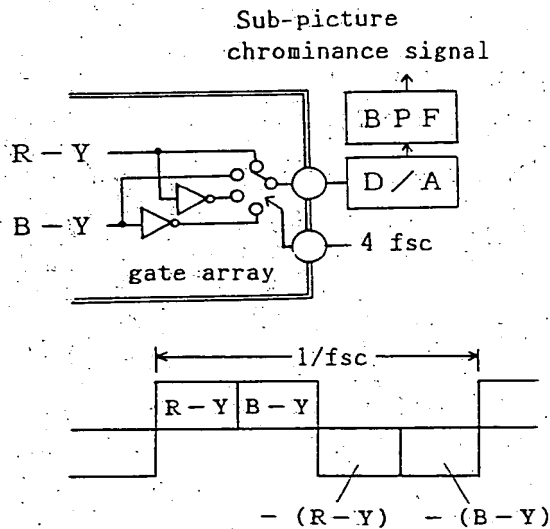 Sub-picture
chrominance signal
BPF
R-Y
D/A
B-Y
4 fsc
gate array
1/fsc
R-Y B-Y
- (R-Y) - (B-Y)